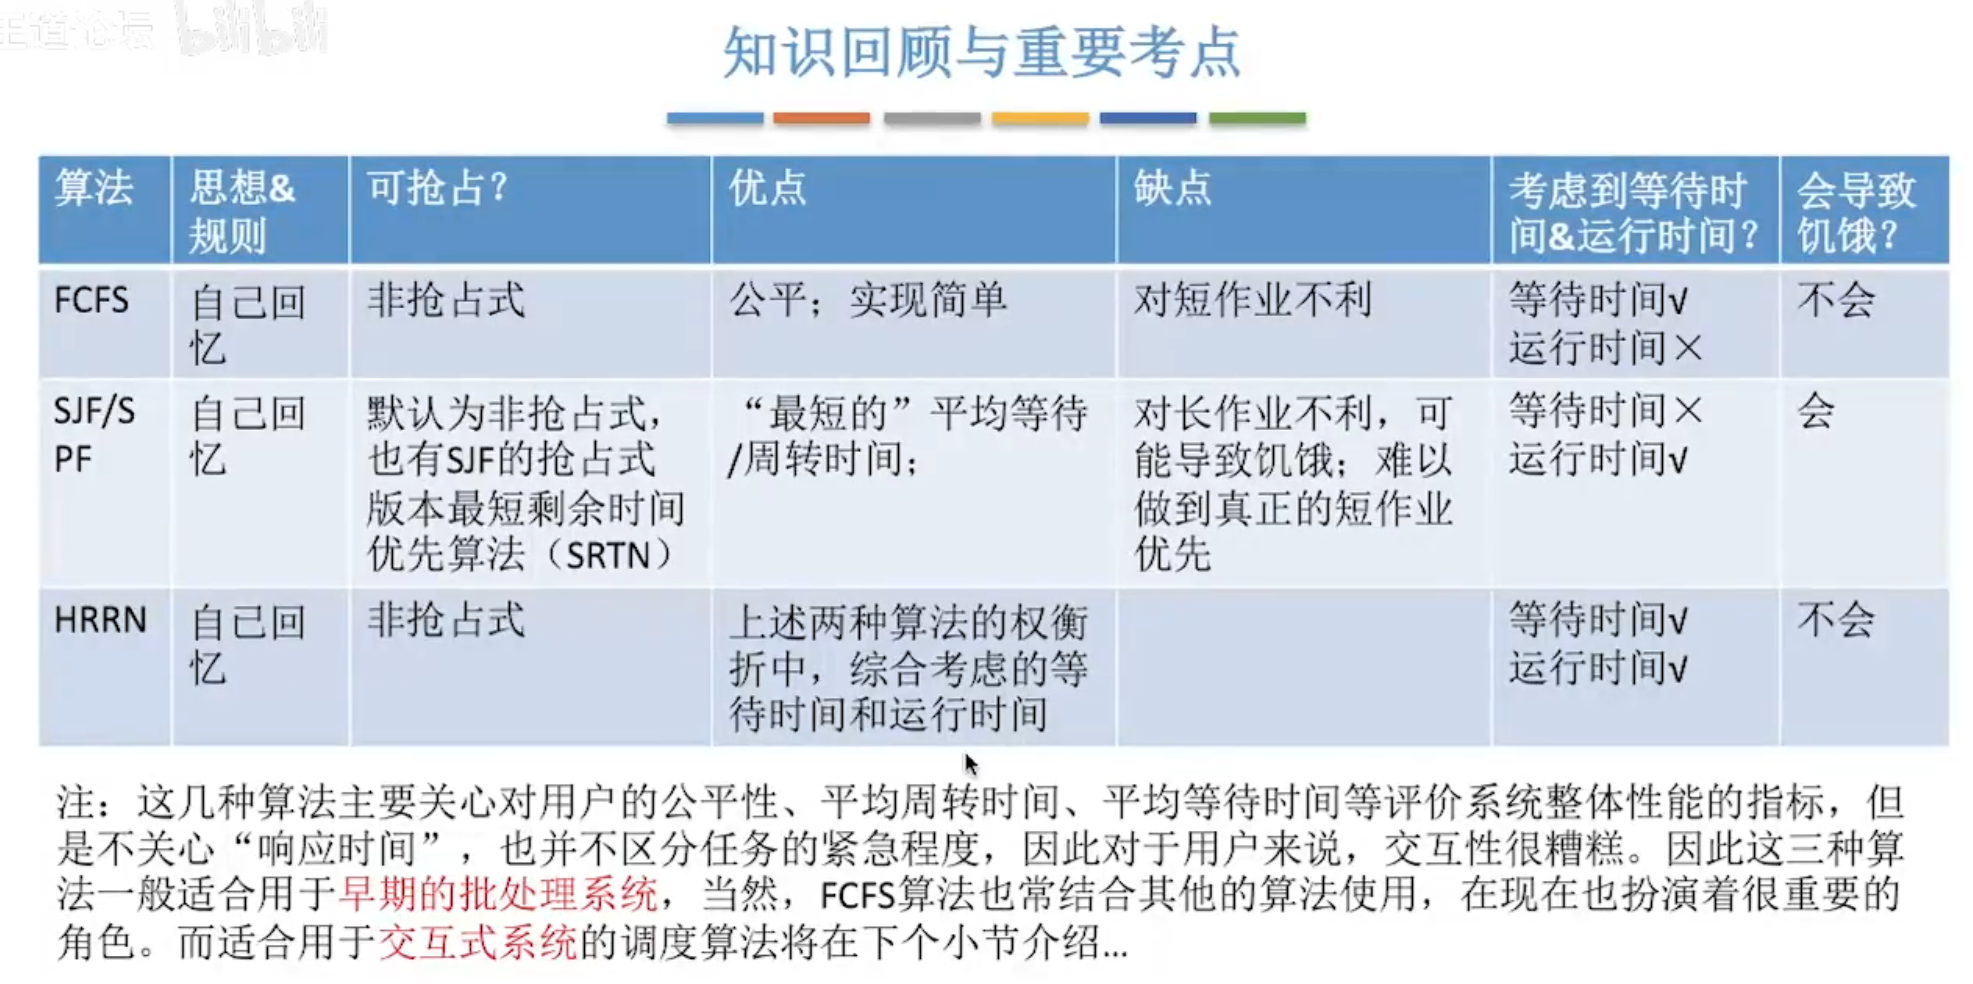 王道论坛 bilibili
知识回顾与重要考点
算法
思想&
规则
可抢占?
优点
缺点
考虑到等待时
间&运行时间?
会导致
饥饿?
FCFS
自己回
忆
非抢占式
公平；实现简单
对短作业不利
等待时间√
运行时间×
不会
SJF/S
PF
自己回
忆
默认为非抢占式，
也有SJF的抢占式
版本最短剩余时间
优先算法（SRTN）
“最短的”平均等待
/周转时间；
对长作业不利，可
能导致饥饿；难以
做到真正的短作业
优先
等待时间×
运行时间√
会
HRRN
自己回
忆
非抢占式
上述两种算法的权衡
折中，综合考虑的等
待时间和运行时间
等待时间√
运行时间√
不会
注：这几种算法主要关心对用户的公平性、平均周转时间、平均等待时间等评价系统整体性能的指标，但
是不关心“响应时间”，也并不区分任务的紧急程度，因此对于用户来说，交互性很糟糕。因此这三种算
法一般适合用于早期的批处理系统，当然，FCFS算法也常结合其他的算法使用，在现在也扮演着很重要的
角色。而适合用于交互式系统的调度算法将在下个小节介绍...